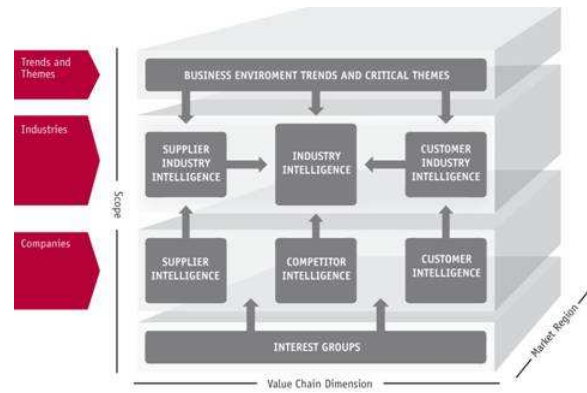 Trends and
Themes
BUSINESS ENVIROMENT TRENDS AND CRITICAL THEMES
Industries
SUPPLIER
INDUSTRY
INTELLIGENCE
INDUSTRY
INTELLIGENCE
CUSTOMER
INDUSTRY
INTELLIGENCE
Scope
Companies
SUPPLIER
INTELLIGENCE
COMPETITOR
INTELLIGENCE
CUSTOMER
INTELLIGENCE
INTEREST GROUPS
Value Chain Dimension
Market Region